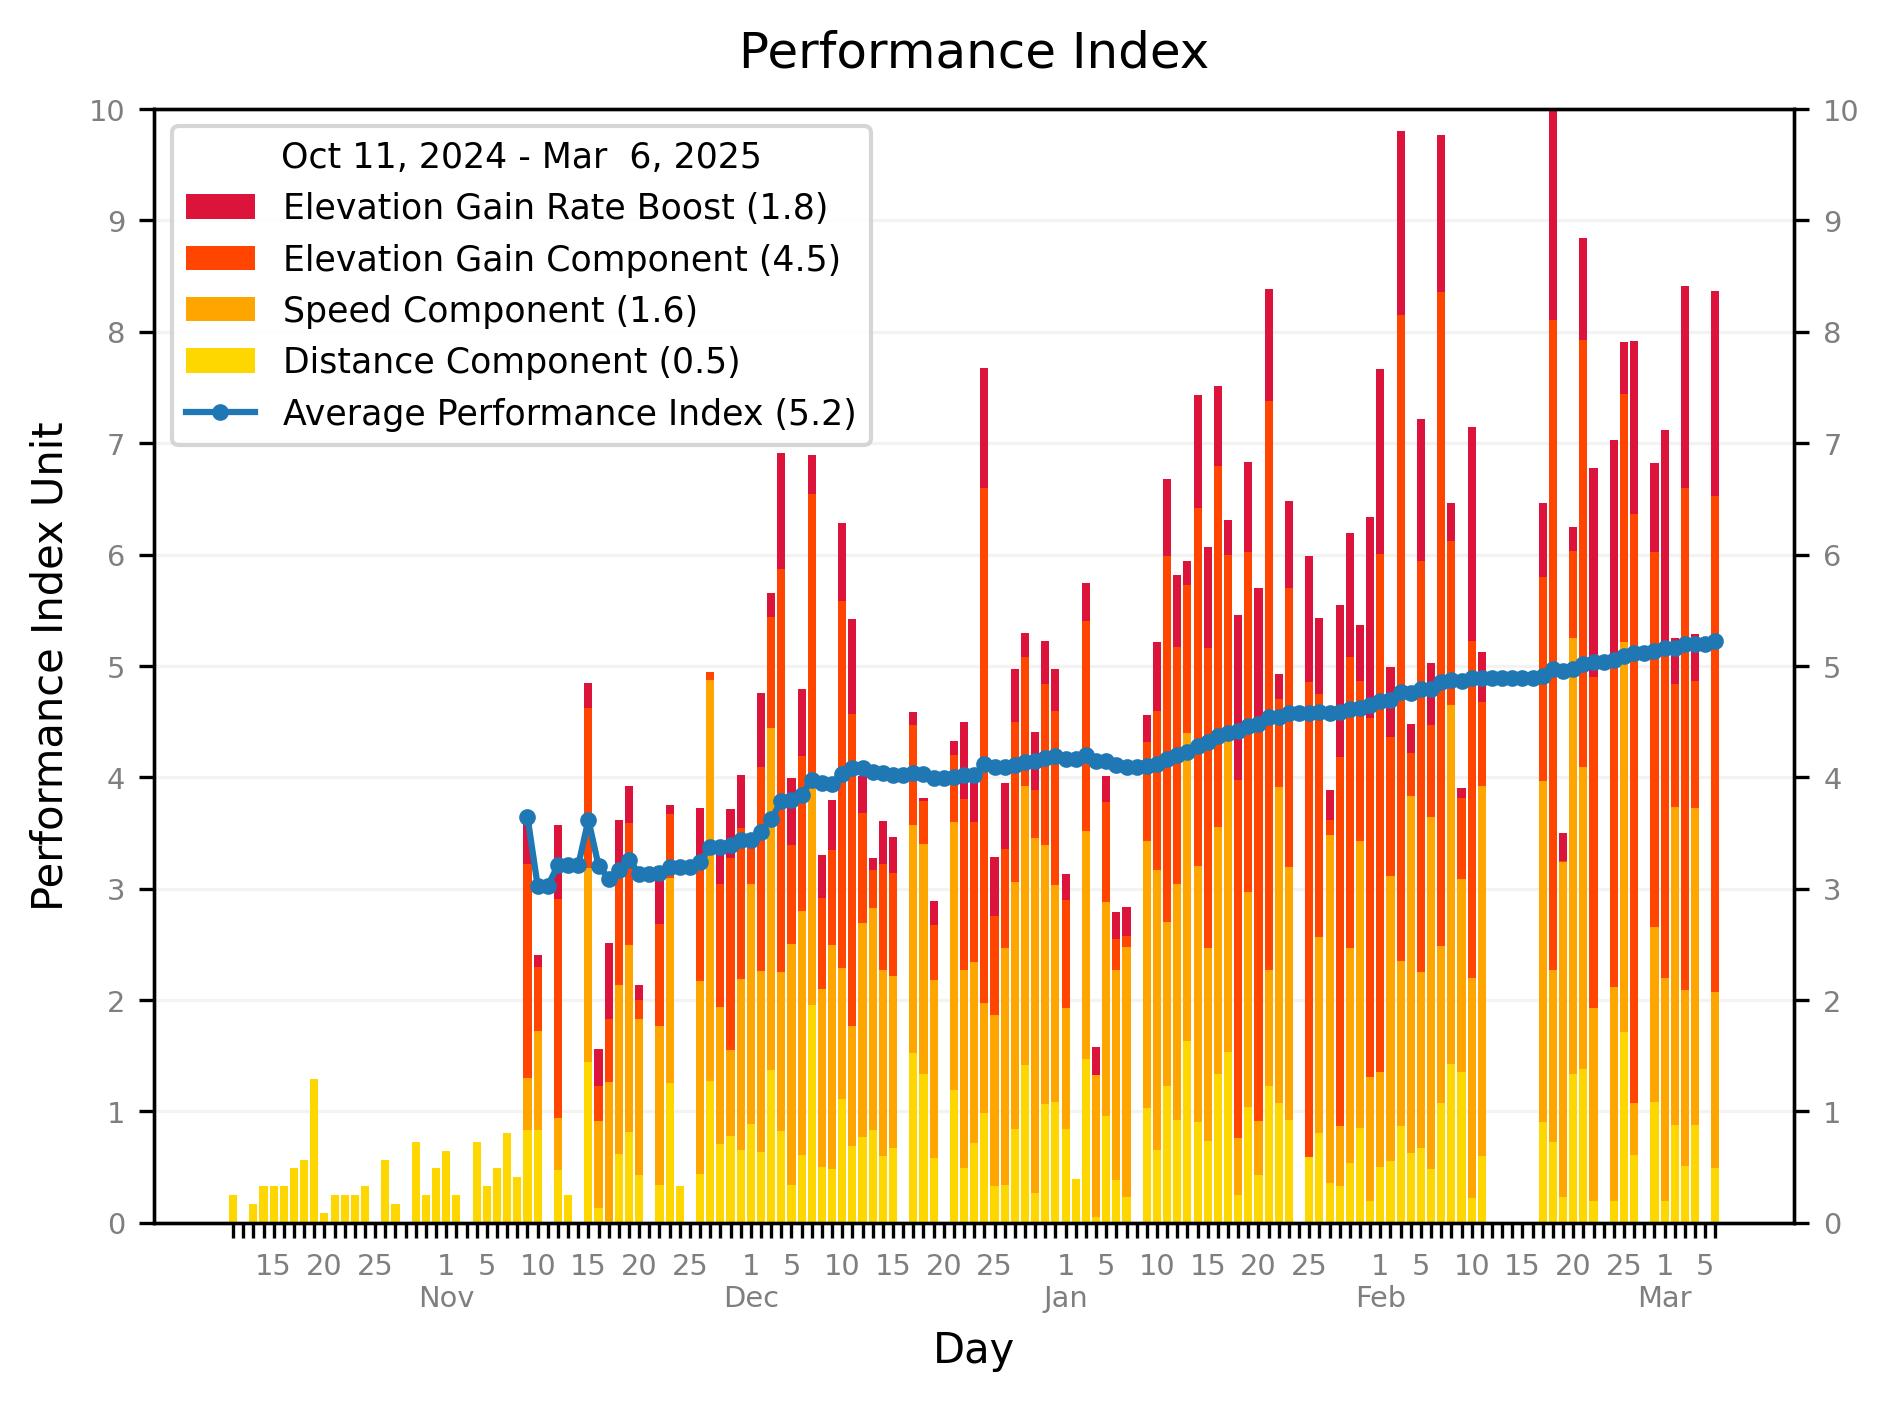 Performance Index
Oct 11, 2024 - Mar  6, 2025
Elevation Gain Rate Boost (1.8)
Elevation Gain Component (4.5)
Speed Component (1.6)
Distance Component (0.5)
Average Performance Index (5.2)
Performance Index Unit
10 10
9 9
8 8
7 7
6 6
5 5
4 4
3 3
2 2
1 1
0 0
15 20 25 1 5 10 15 20 25 1 5 10 15 20 25 1 5 10 15 20 25 1 5 10 15 20 25 1 5
Nov Dec Jan Feb Mar
Day